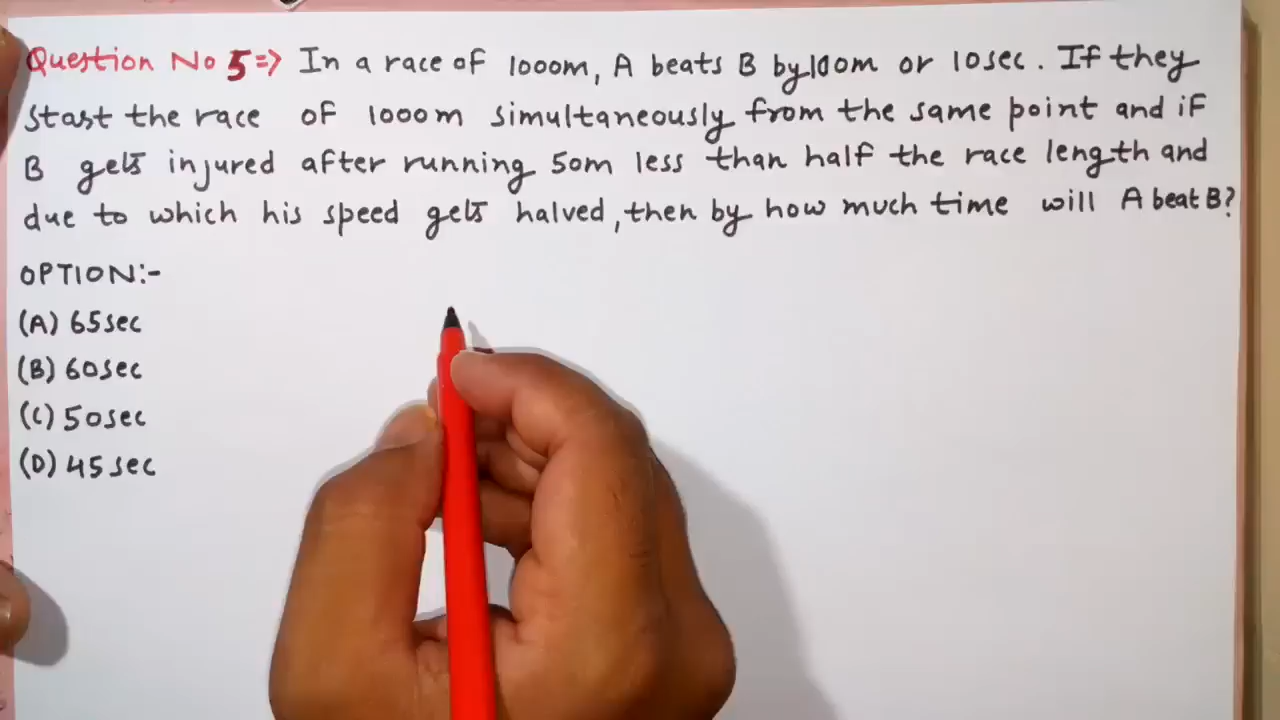 Question No 5=> In a race of 1000m, A beats B by 100m or 10sec. If they
start the race of 1000m simultaneously from the same point and if
B gets injured after running 50m less than half the race length and
due to which his speed gets halved, then by how much time will A beat B?
OPTION:-
(A) 65sec
(B) 60sec
(C) 50sec
(D) 45sec